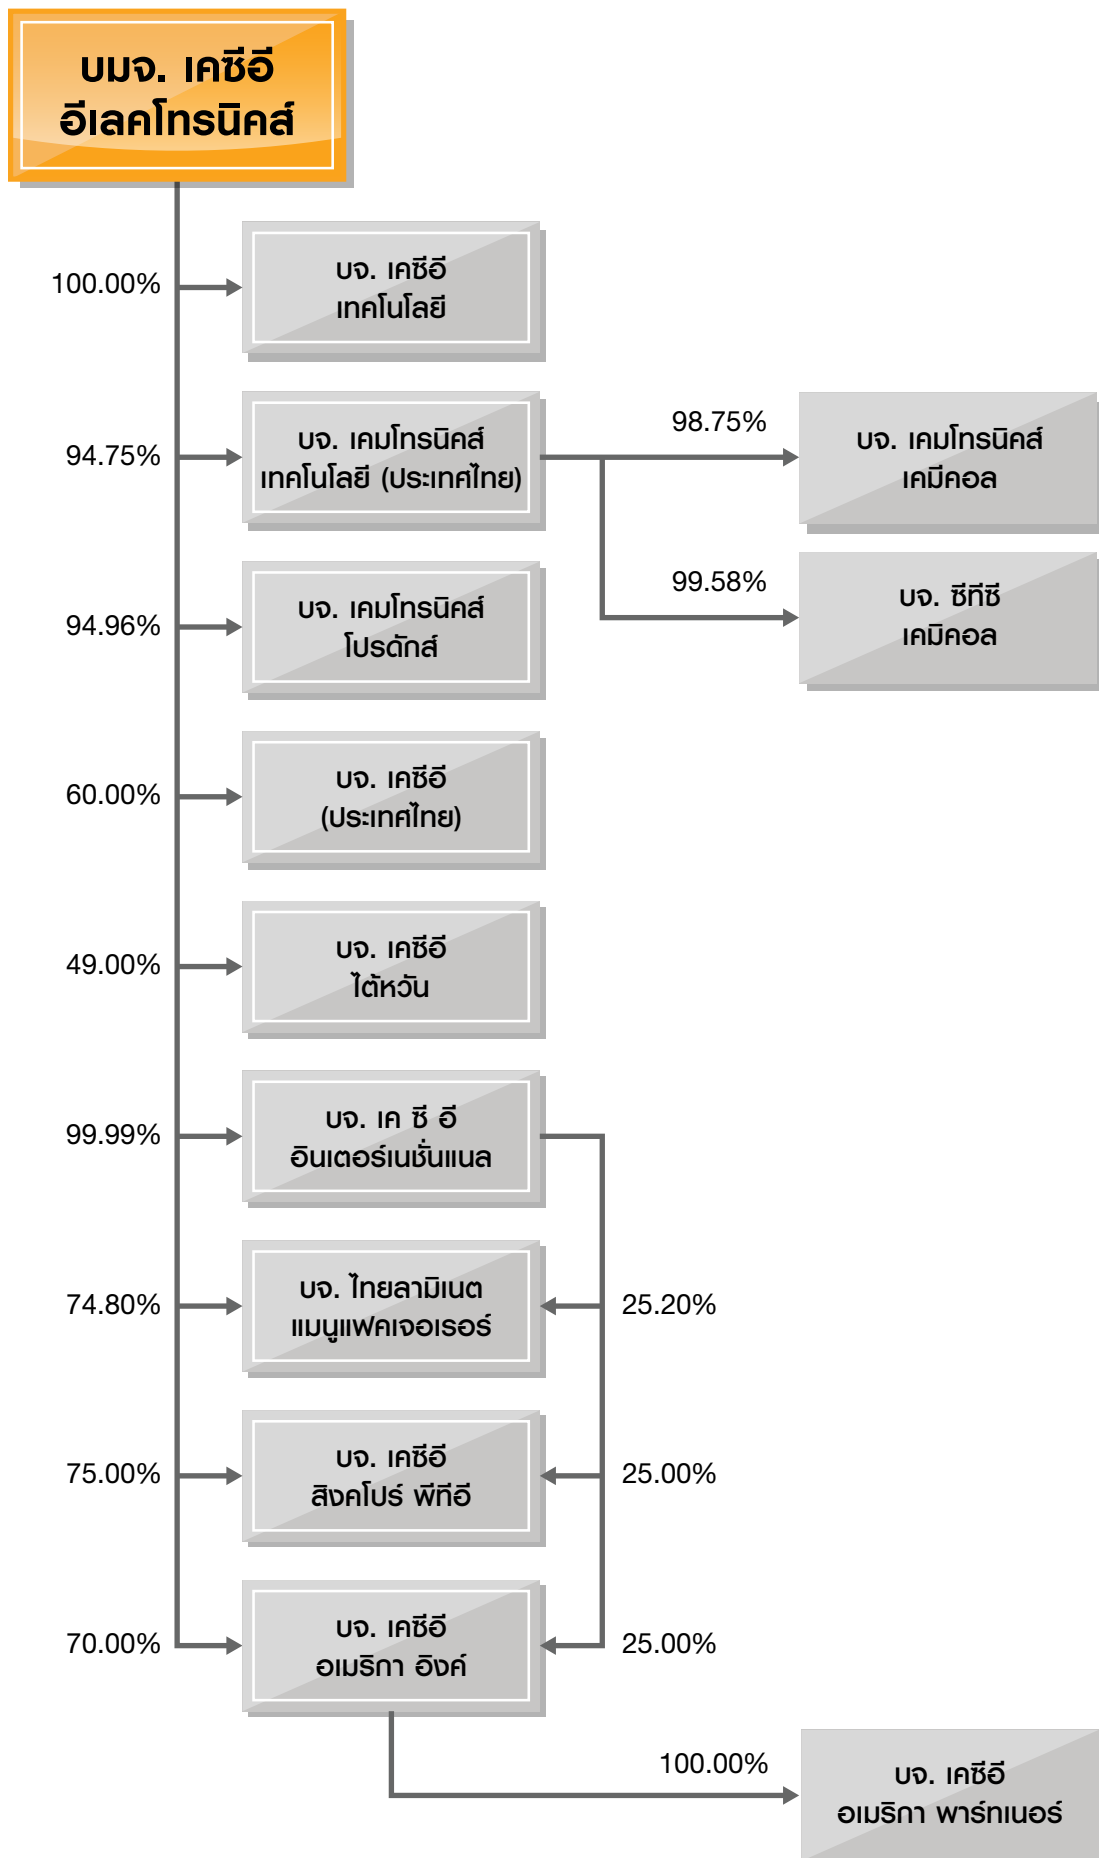 บมจ. เคซีอี
อีเลคโทรนิคส์
100.00%
บจ. เคซีอี
เทคโนโลยี
94.75%
บจ. เคมโทรนิคส์
เทคโนโลยี (ประเทศไทย)
98.75%
บจ. เคมโทรนิคส์
เคมีคอล
99.58%
บจ. ซีทีซี
เคมิคอล
94.96%
บจ. เคมโทรนิคส์
โปรดักส์
60.00%
บจ. เคซีอี
(ประเทศไทย)
49.00%
บจ. เคซีอี
ไต้หวัน
99.99%
บจ. เค ซี อี
อินเตอร์เนชั่นแนล
74.80%
บจ. ไทยลามิเนต
แมนูแฟคเจอเรอร์
25.20%
75.00%
บจ. เคซีอี
สิงคโปร์ พีทีอี
25.00%
70.00%
บจ. เคซีอี
อเมริกา อิงค์
25.00%
100.00%
บจ. เคซีอี
อเมริกา พาร์ทเนอร์